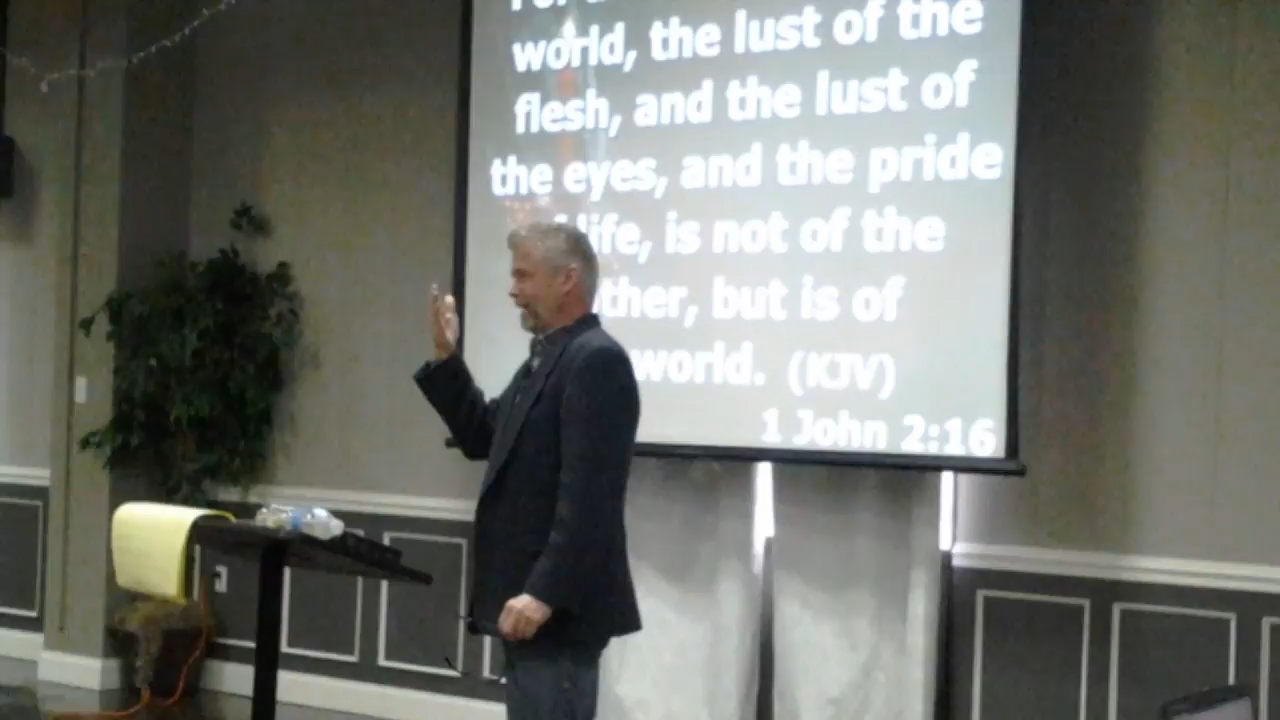 world, the lust of the
flesh, and the lust of
the eyes, and the pride
life, is not of the
but is of
world. (KJV)
1 John 2:16